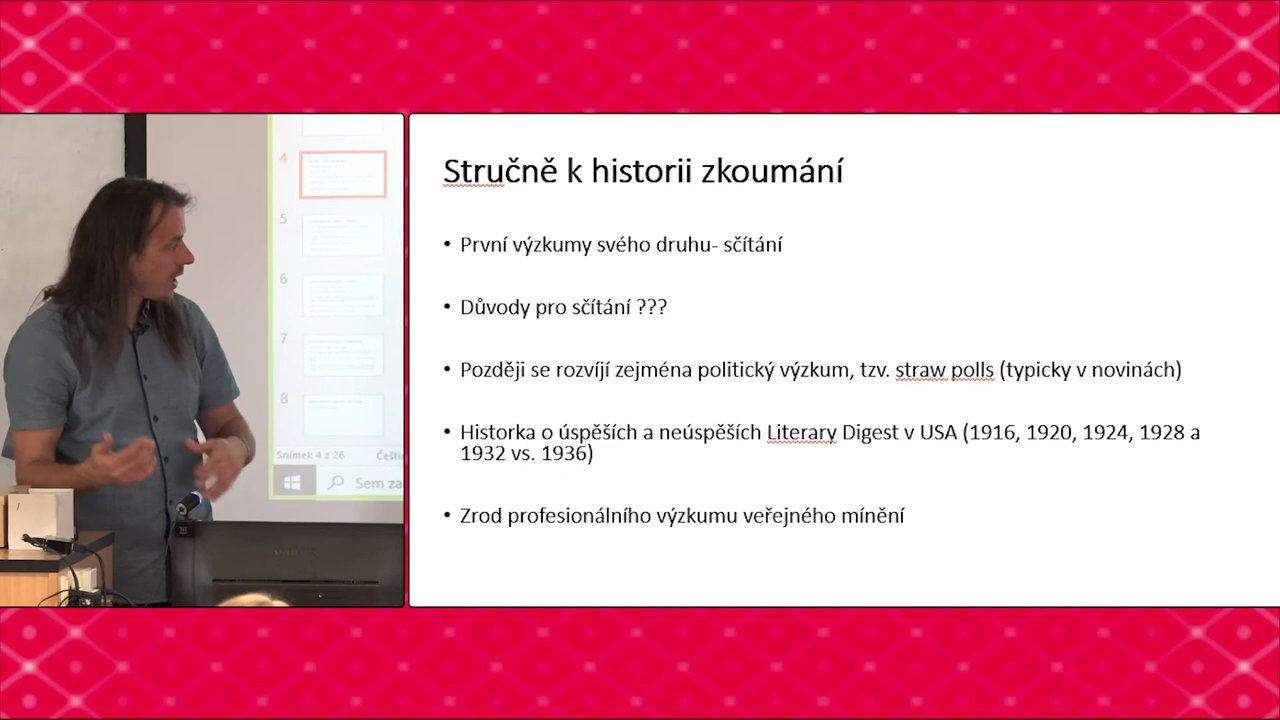 4
5
6
7
8
Snímek 4 z 26
Sem za
Stručně k historii zkoumání
• První výzkumy svého druhu- sčítání
• Důvody pro sčítání ???
• Později se rozvíjí zejména politický výzkum, tzv. straw polls (typicky v novinách)
• Historka o úspěších a neúspěších Literary Digest v USA (1916, 1920, 1924, 1928 a
1932 vs. 1936)
• Zrod profesionálního výzkumu veřejného mínění